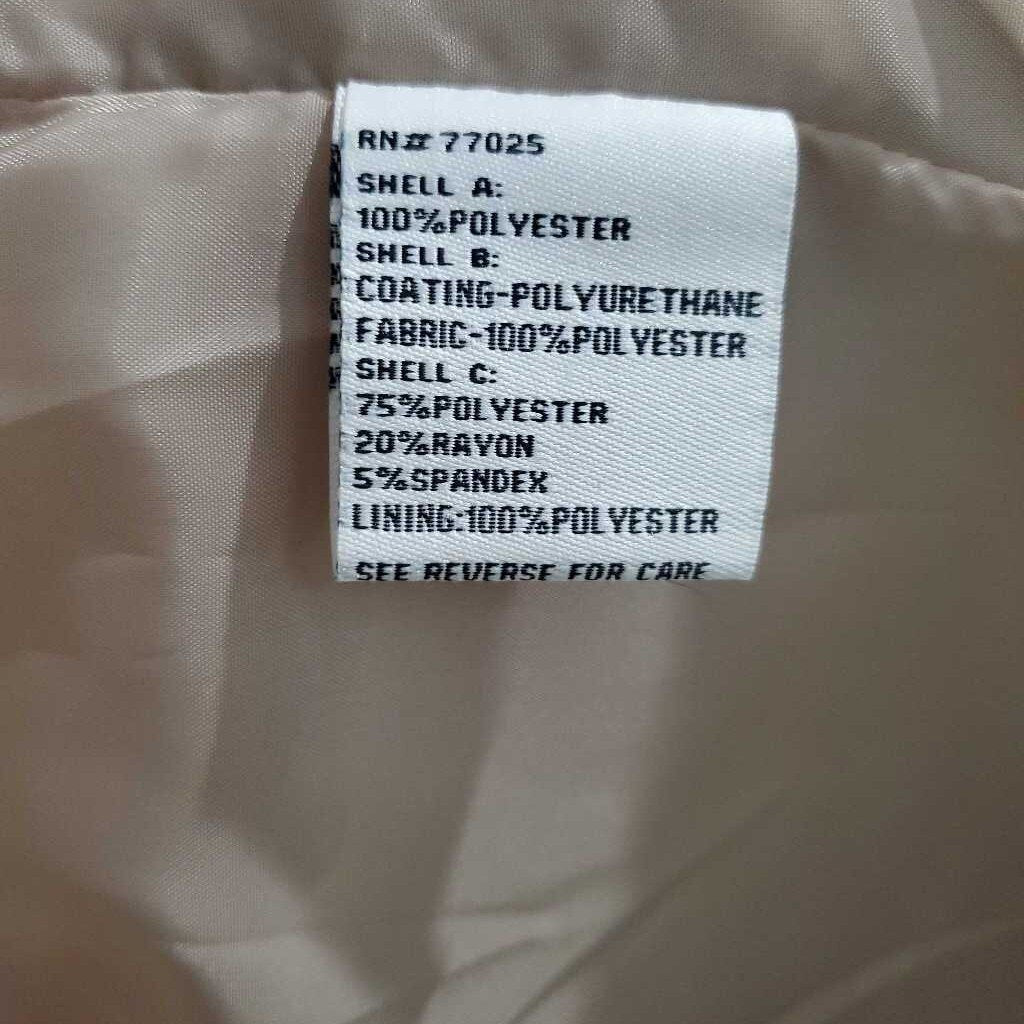 RN# 77025
SHELL A:
100%POLYESTER
SHELL B:
COATING-POLYURETHANE
FABRIC-100%POLYESTER
SHELL C:
75%POLYESTER
20%RAYON
5%SPANDEX
LINING:100%POLYESTER
SEE REVERSE FOR CARE